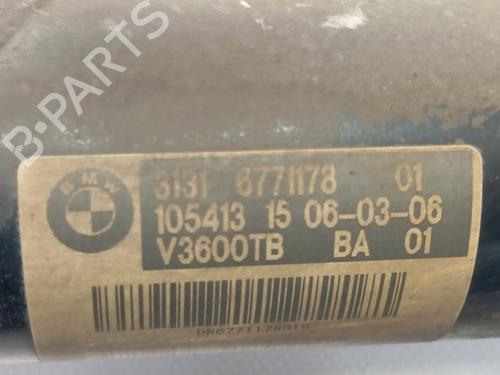 B-PARTS
BMW
3131 6771178 01
105413 15 06-03-06
V3600TB BA 01